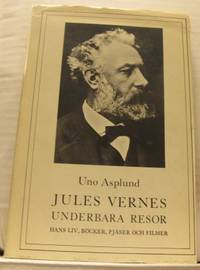 Uno Asplund
JULES VERNES
UNDERBARA RESOR
HANS LIV, BÖCKER, PJÄSER OCH FILMER